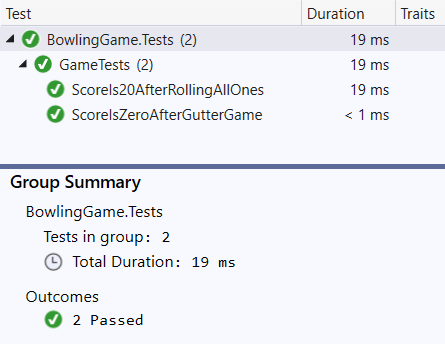 Test Duration Traits
BowlingGame.Tests (2) 19 ms
GameTests (2) 19 ms
ScoreIs20AfterRollingAllOnes 19 ms
ScoreIsZeroAfterGutterGame < 1 ms
Group Summary
BowlingGame.Tests
Tests in group: 2
Total Duration: 19 ms
Outcomes
2 Passed